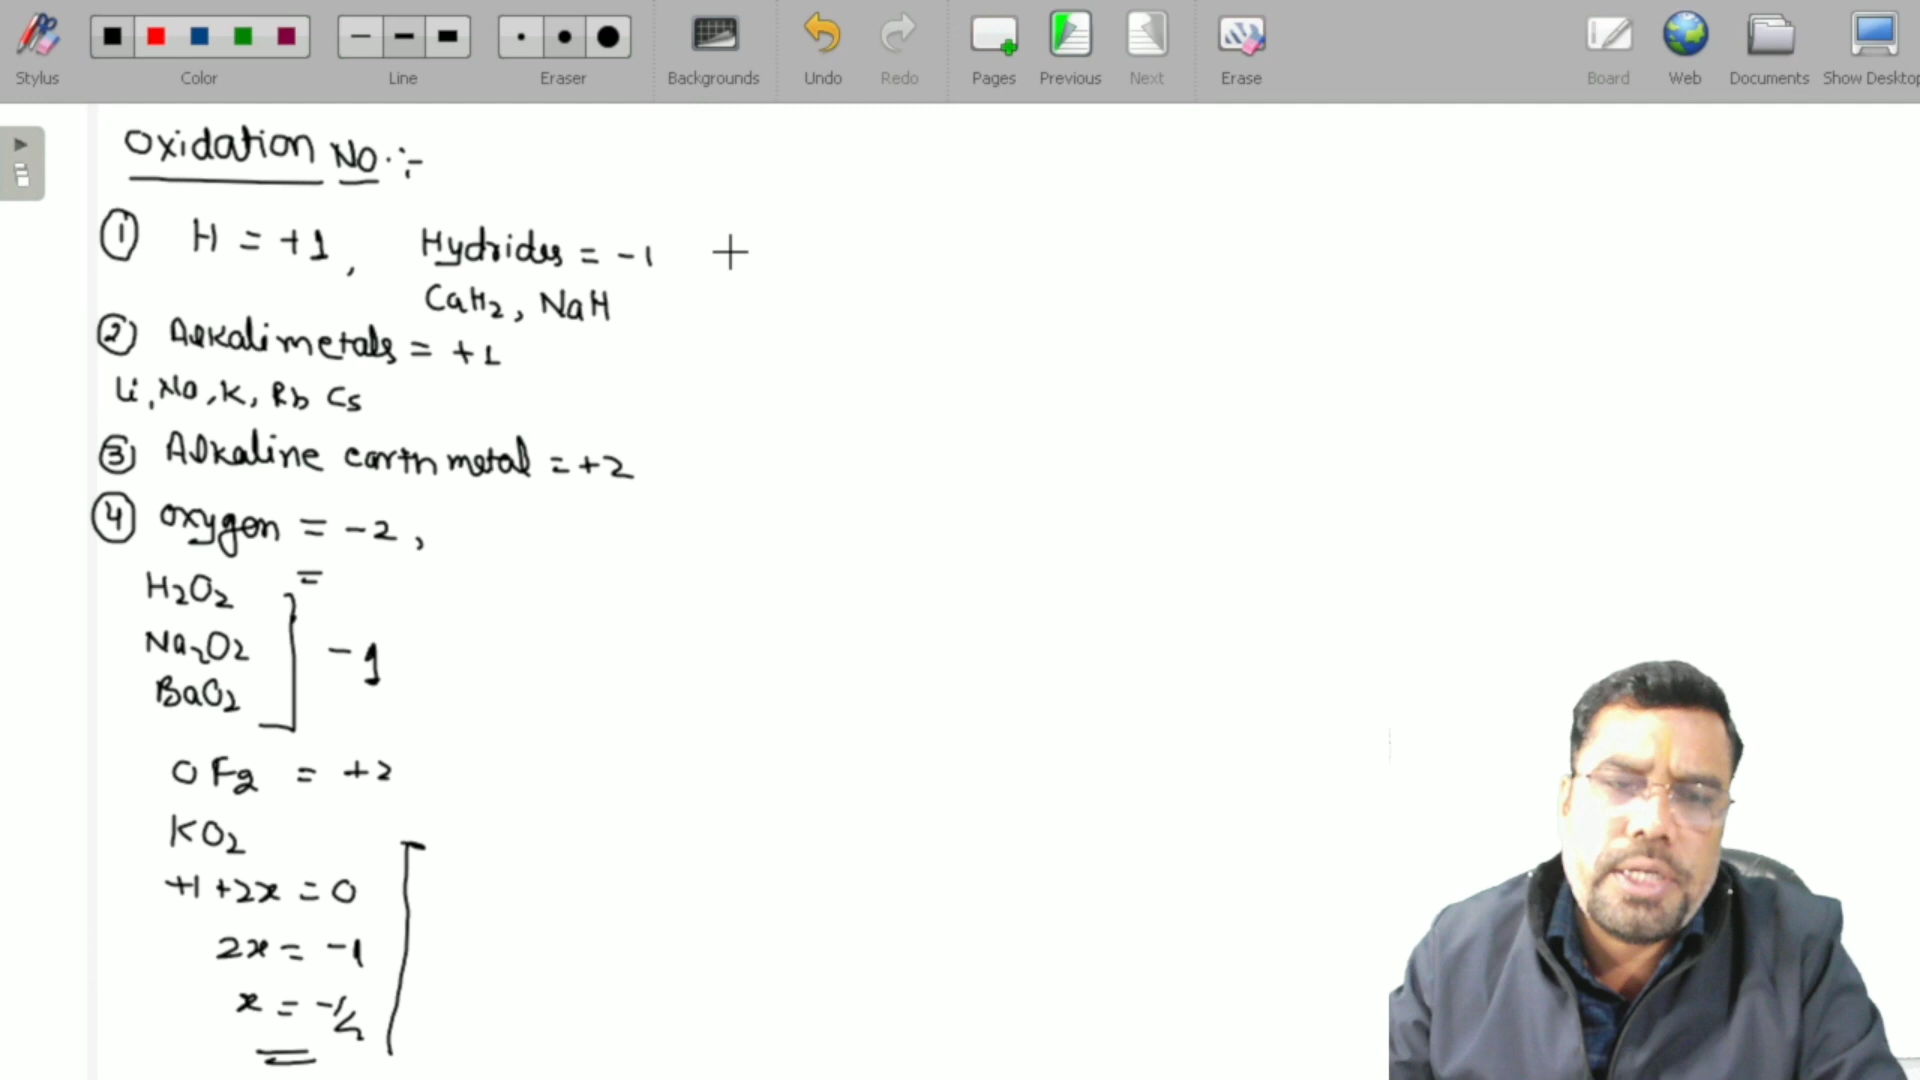 Stylus Color Line Eraser Backgrounds Undo Redo Pages Previous Next Erase Board Web Documents Show Desktop
Oxidation No.:-
① H = +1, Hydrides = -1
CaH₂, NaH
② Alkali metals = +1
Li, Na, K, Rb Cs
③ Alkaline earth metal = +2
④ oxygen = -2,
H₂O₂ =
Na₂O₂ -1
BaO₂
OF₂ = +2
KO₂
+1 +2x = 0
2x = -1
x = -1/2